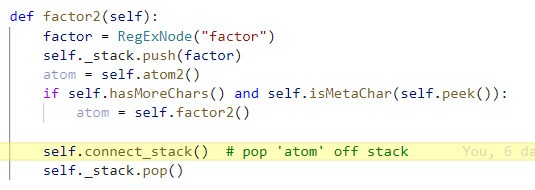 def factor2(self):
    factor = RegExNode("factor")
    self._stack.push(factor)
    atom = self.atom2()
    if self.hasMoreChars() and self.isMetaChar(self.peek()):
        atom = self.factor2()
    self.connect_stack()  # pop 'atom' off stack    You, 6 da
    self._stack.pop()